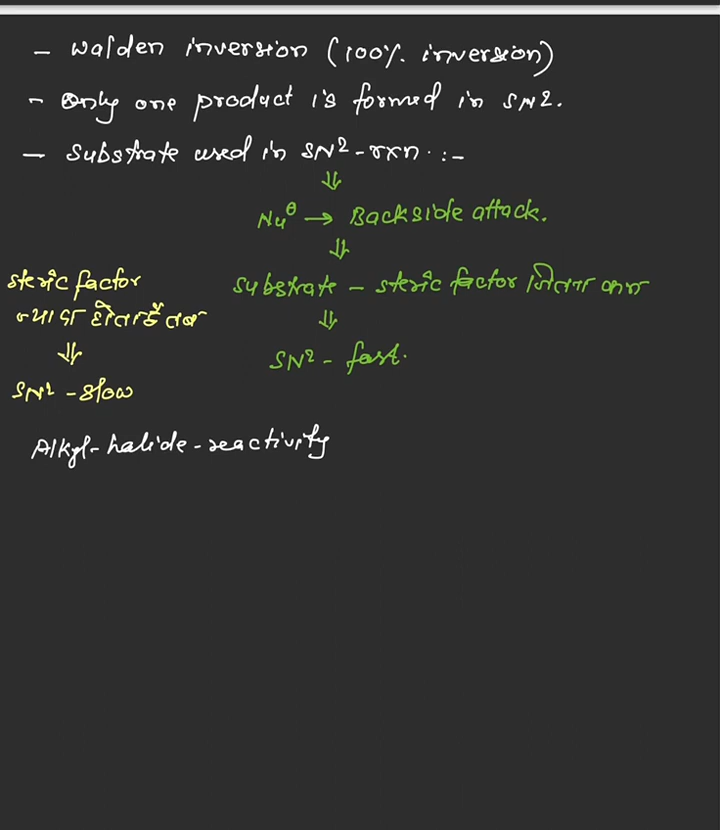 - Walden inversion (100% inversion)
- Only one product is formed in SN2.
- Substrate used in SN2-rxn.:-
⇓
Nu⊖ → Backside attack.
⇓
substrate - steric factor जितना कम
⇓
SN2 - fast.
steric factor
ज्यादा होता है तब
⇓
SN2 - slow
Alkyl-halide-reactivity